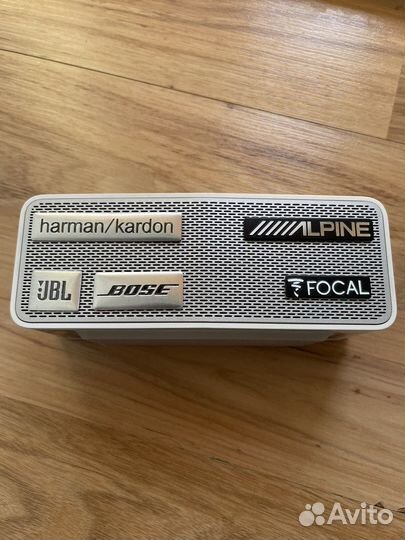 harman/kardon
ALPINE
JBL
BOSE
FOCAL
Avito